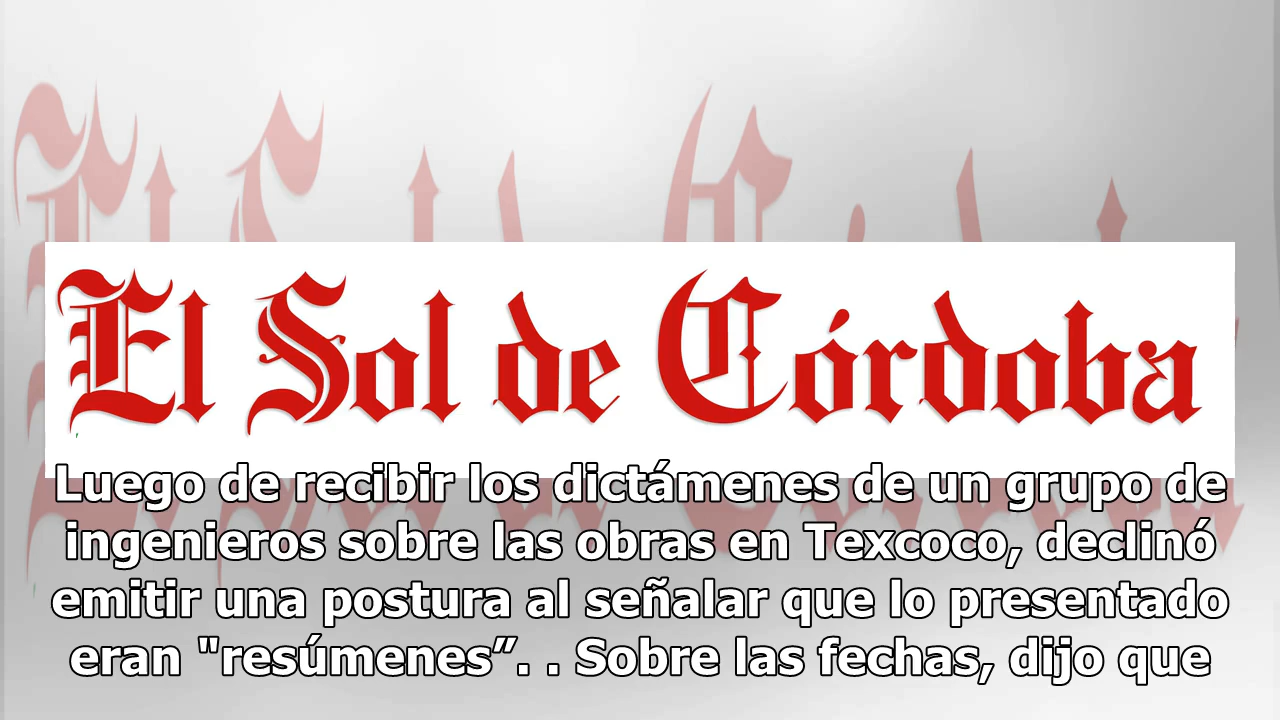 El Sol de Córdoba
Luego de recibir los dictámenes de un grupo de
ingenieros sobre las obras en Texcoco, declinó
emitir una postura al señalar que lo presentado
eran "resúmenes”. . Sobre las fechas, dijo que